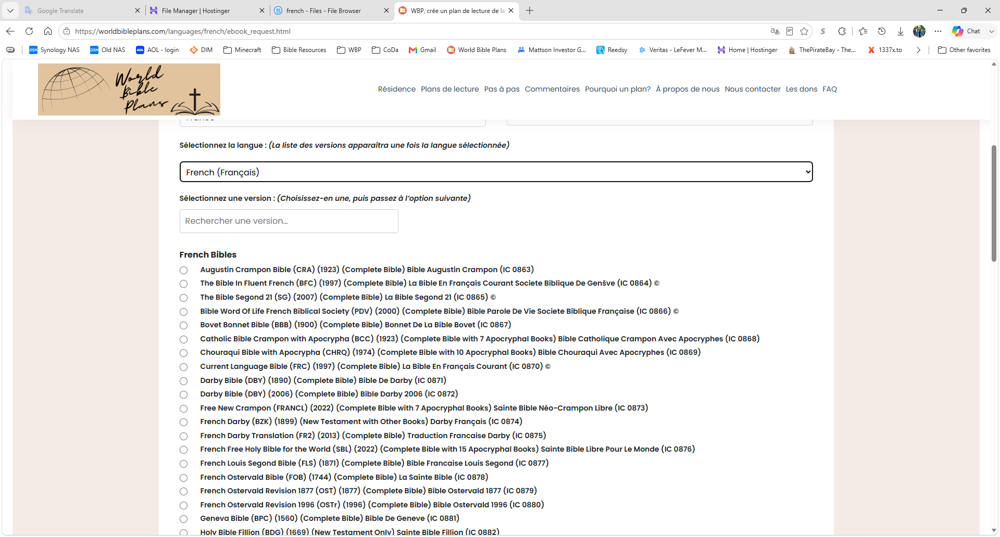 Google Translate
File Manager | Hostinger
french - Files - File Browser
WBP, crée un plan de lecture de la
https://worldbibleplans.com/languages/french/ebook_request.html
Chat
Synology NAS
Old NAS
AOL - login
DIM
Minecraft
Bible Resources
WBP
CoDa
Gmail
World Bible Plans
Mattson Investor G...
Reedsy
Veritas - LeFever M...
Home | Hostinger
ThePirateBay - The...
1337x.to
Other favorites
World
Bible
Plans
Résidence Plans de lecture Pas à pas Commentaires Pourquoi un plan? À propos de nous Nous contacter Les dons FAQ
Sélectionnez la langue : (La liste des versions apparaîtra une fois la langue sélectionnée)
French (Français)
Sélectionnez une version : (Choisissez-en une, puis passez à l'option suivante)
Rechercher une version...
French Bibles
Augustin Crampon Bible (CRA) (1923) (Complete Bible) Bible Augustin Crampon (IC 0863)
The Bible In Fluent French (BFC) (1997) (Complete Bible) La Bible En Français Courant Societe Biblique De Genšve (IC 0864) ©
The Bible Segond 21 (SG) (2007) (Complete Bible) La Bible Segond 21 (IC 0865) ©
Bible Word Of Life French Biblical Society (PDV) (2000) (Complete Bible) Bible Parole De Vie Societe Biblique Française (IC 0866) ©
Bovet Bonnet Bible (BBB) (1900) (Complete Bible) Bonnet De La Bible Bovet (IC 0867)
Catholic Bible Crampon with Apocrypha (BCC) (1923) (Complete Bible with 7 Apocryphal Books) Bible Catholique Crampon Avec Apocryphes (IC 0868)
Chouraqui Bible with Apocrypha (CHRQ) (1974) (Complete Bible with 10 Apocryphal Books) Bible Chouraqui Avec Apocryphes (IC 0869)
Current Language Bible (FRC) (1997) (Complete Bible) La Bible En Français Courant (IC 0870) ©
Darby Bible (DBY) (1890) (Complete Bible) Bible De Darby (IC 0871)
Darby Bible (DBY) (2006) (Complete Bible) Bible Darby 2006 (IC 0872)
Free New Crampon (FRANCL) (2022) (Complete Bible with 7 Apocryphal Books) Sainte Bible Néo-Crampon Libre (IC 0873)
French Darby (BZK) (1899) (New Testament with Other Books) Darby Français (IC 0874)
French Darby Translation (FR2) (2013) (Complete Bible) Traduction Francaise Darby (IC 0875)
French Free Holy Bible for the World (SBL) (2022) (Complete Bible with 15 Apocryphal Books) Sainte Bible Libre Pour Le Monde (IC 0876)
French Louis Segond Bible (FLS) (1871) (Complete Bible) Bible Francaise Louis Segond (IC 0877)
French Ostervald Bible (FOB) (1744) (Complete Bible) La Sainte Bible (IC 0878)
French Ostervald Revision 1877 (OST) (1877) (Complete Bible) Bible Ostervald 1877 (IC 0879)
French Ostervald Revision 1996 (OSTr) (1996) (Complete Bible) Bible Ostervald 1996 (IC 0880)
Geneva Bible (BPC) (1560) (Complete Bible) Bible De Geneve (IC 0881)
Holy Bible Fillion (BDG) (1669) (New Testament Only) Sainte Bible Fillion (IC 0882)